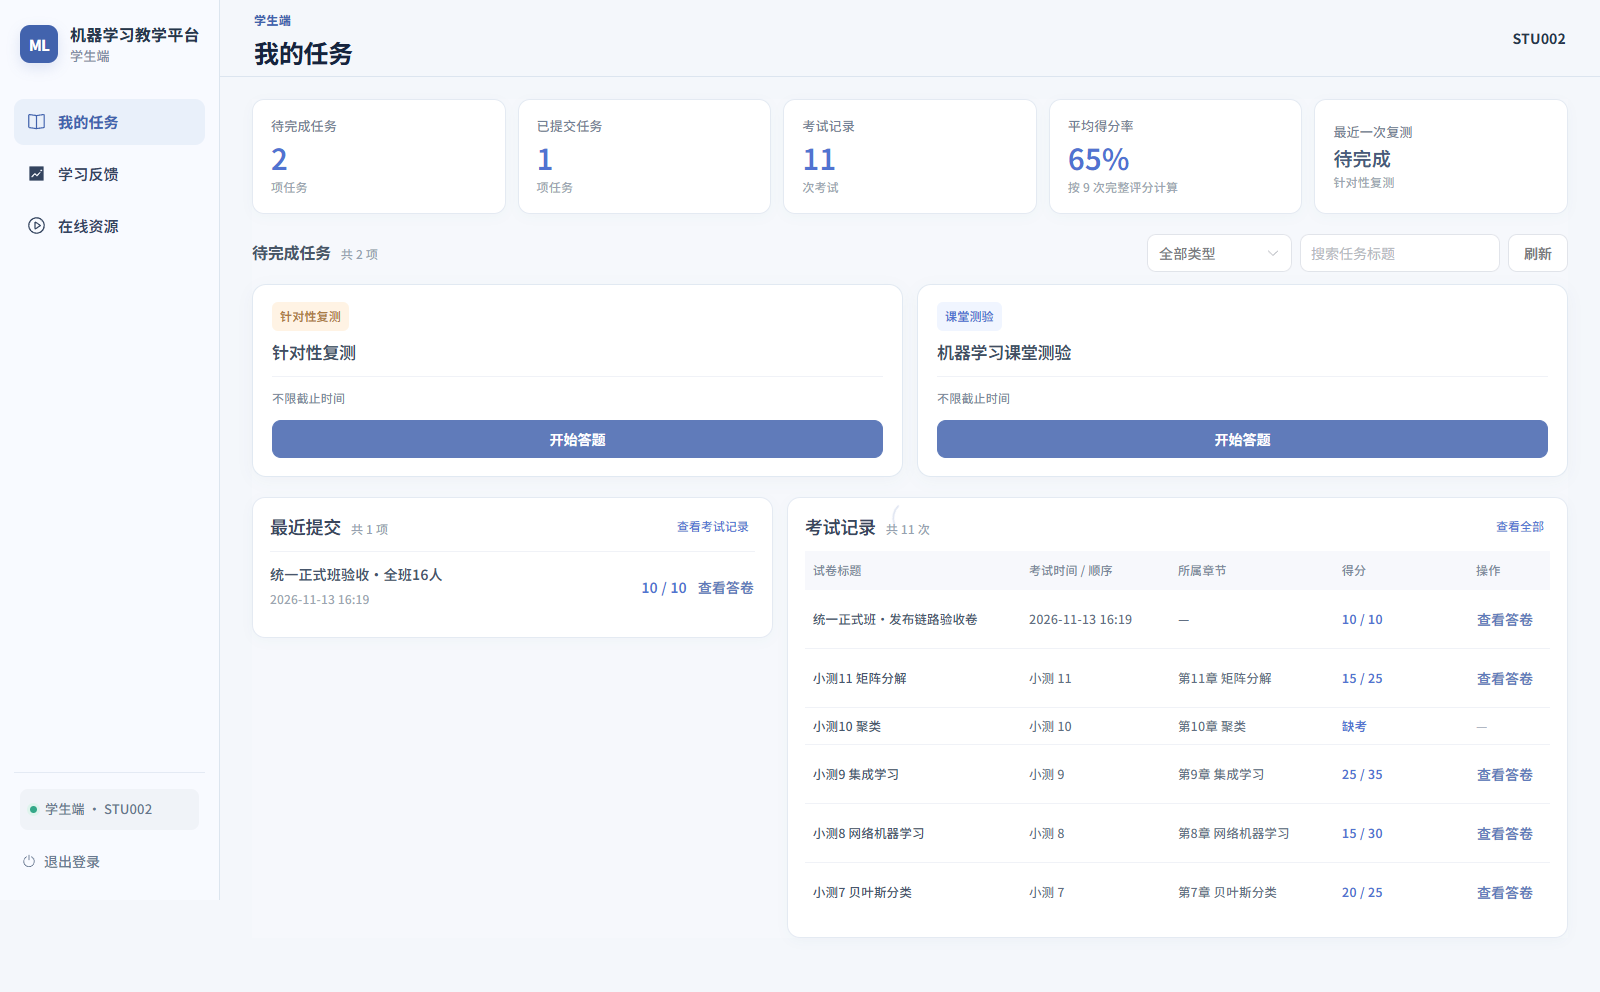 ML
机器学习教学平台
学生端
我的任务
学习反馈
在线资源
学生端 · STU002
退出登录
学生端
我的任务
STU002
待完成任务
2
项任务
已提交任务
1
项任务
考试记录
11
次考试
平均得分率
65%
按 9 次完整评分计算
最近一次复测
待完成
针对性复测
待完成任务 共 2 项
全部类型
搜索任务标题
刷新
针对性复测
针对性复测
不限截止时间
开始答题
课堂测验
机器学习课堂测验
不限截止时间
开始答题
最近提交 共 1 项 查看考试记录
统一正式班验收 · 全班16人
2026-11-13 16:19
10 / 10 查看答卷
考试记录 共 11 次 查看全部
试卷标题 考试时间 / 顺序 所属章节 得分 操作
统一正式班 · 发布链路验收卷 2026-11-13 16:19 — 10 / 10 查看答卷
小测11 矩阵分解 小测 11 第11章 矩阵分解 15 / 25 查看答卷
小测10 聚类 小测 10 第10章 聚类 缺考 —
小测9 集成学习 小测 9 第9章 集成学习 25 / 35 查看答卷
小测8 网络机器学习 小测 8 第8章 网络机器学习 15 / 30 查看答卷
小测7 贝叶斯分类 小测 7 第7章 贝叶斯分类 20 / 25 查看答卷